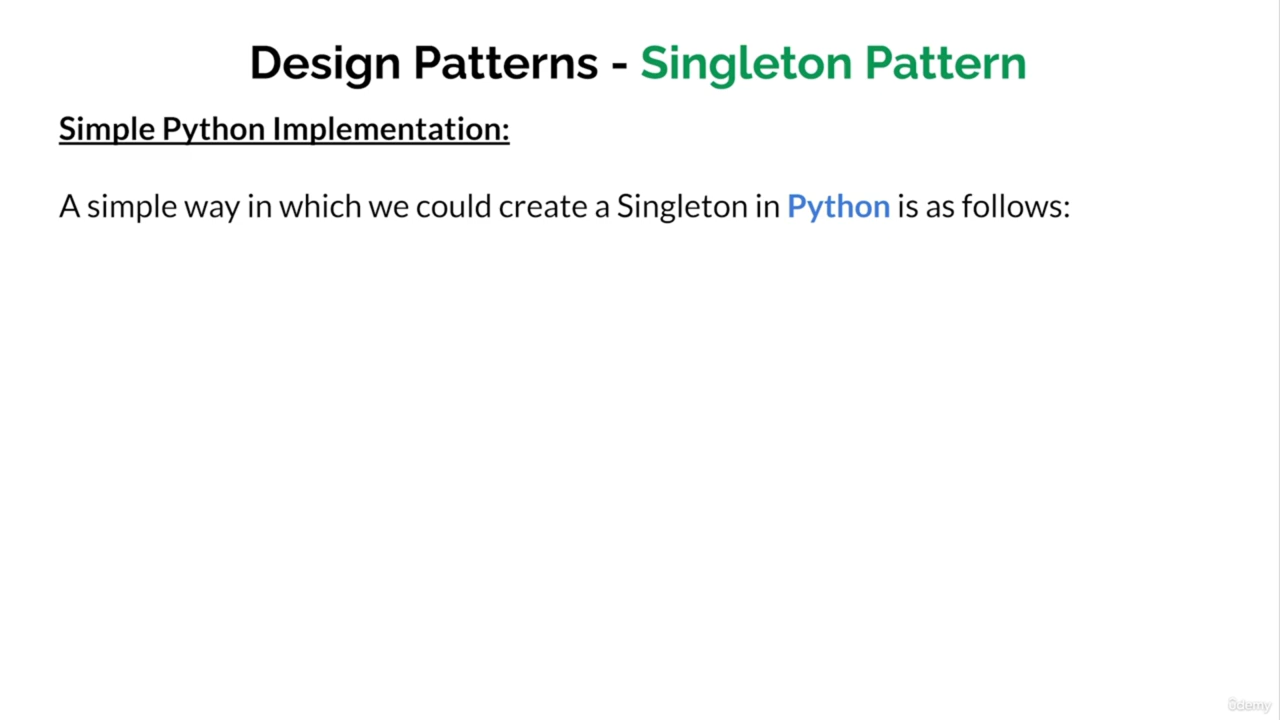 Design Patterns - Singleton Pattern
Simple Python Implementation:
A simple way in which we could create a Singleton in Python is as follows:
ûdemy